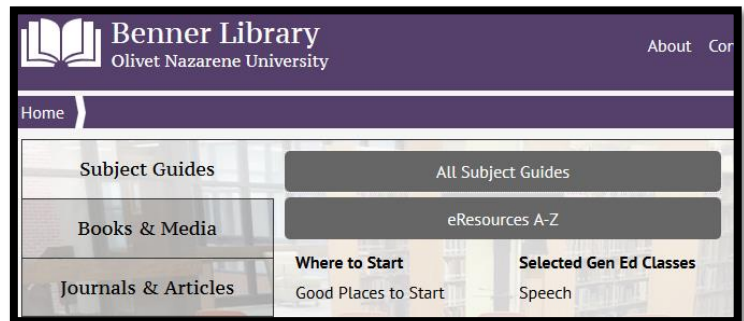 Benner Library
Olivet Nazarene University
About
Home
Subject Guides
Books & Media
Journals & Articles
All Subject Guides
eResources A-Z
Where to Start
Good Places to Start
Selected Gen Ed Classes
Speech